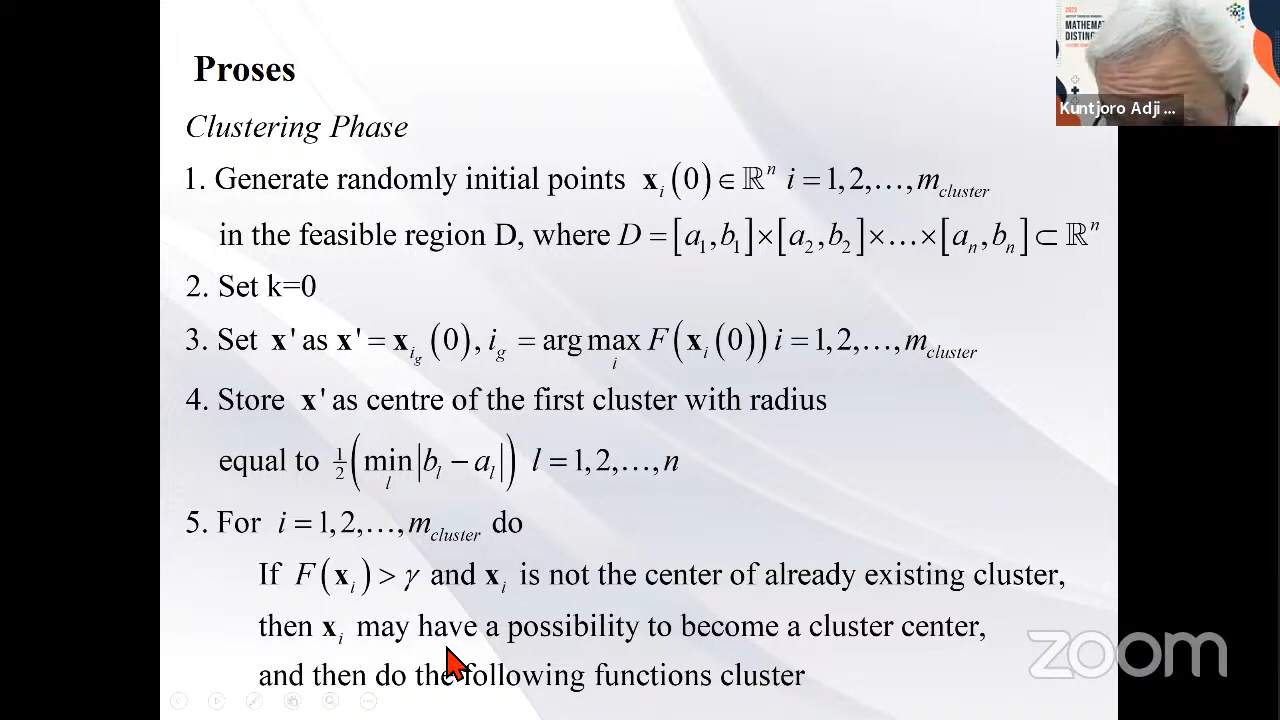 Proses
Clustering Phase
1. Generate randomly initial points x_i(0) ∈ ℝ^n i = 1,2,…,m_cluster
in the feasible region D, where D = [a_1,b_1]×[a_2,b_2]×…×[a_n,b_n] ⊂ ℝ^n
2. Set k=0
3. Set x' as x' = x_{i_g}(0), i_g = arg max_i F(x_i(0)) i = 1,2,…,m_cluster
4. Store x' as centre of the first cluster with radius
equal to ½(min_l |b_l − a_l|) l = 1,2,…,n
5. For i = 1,2,…,m_cluster do
If F(x_i) > γ and x_i is not the center of already existing cluster,
then x_i may have a possibility to become a cluster center,
and then do the following functions cluster
2023
MATHEMA
DISTIN
Kuntjoro Adji ...
zoom